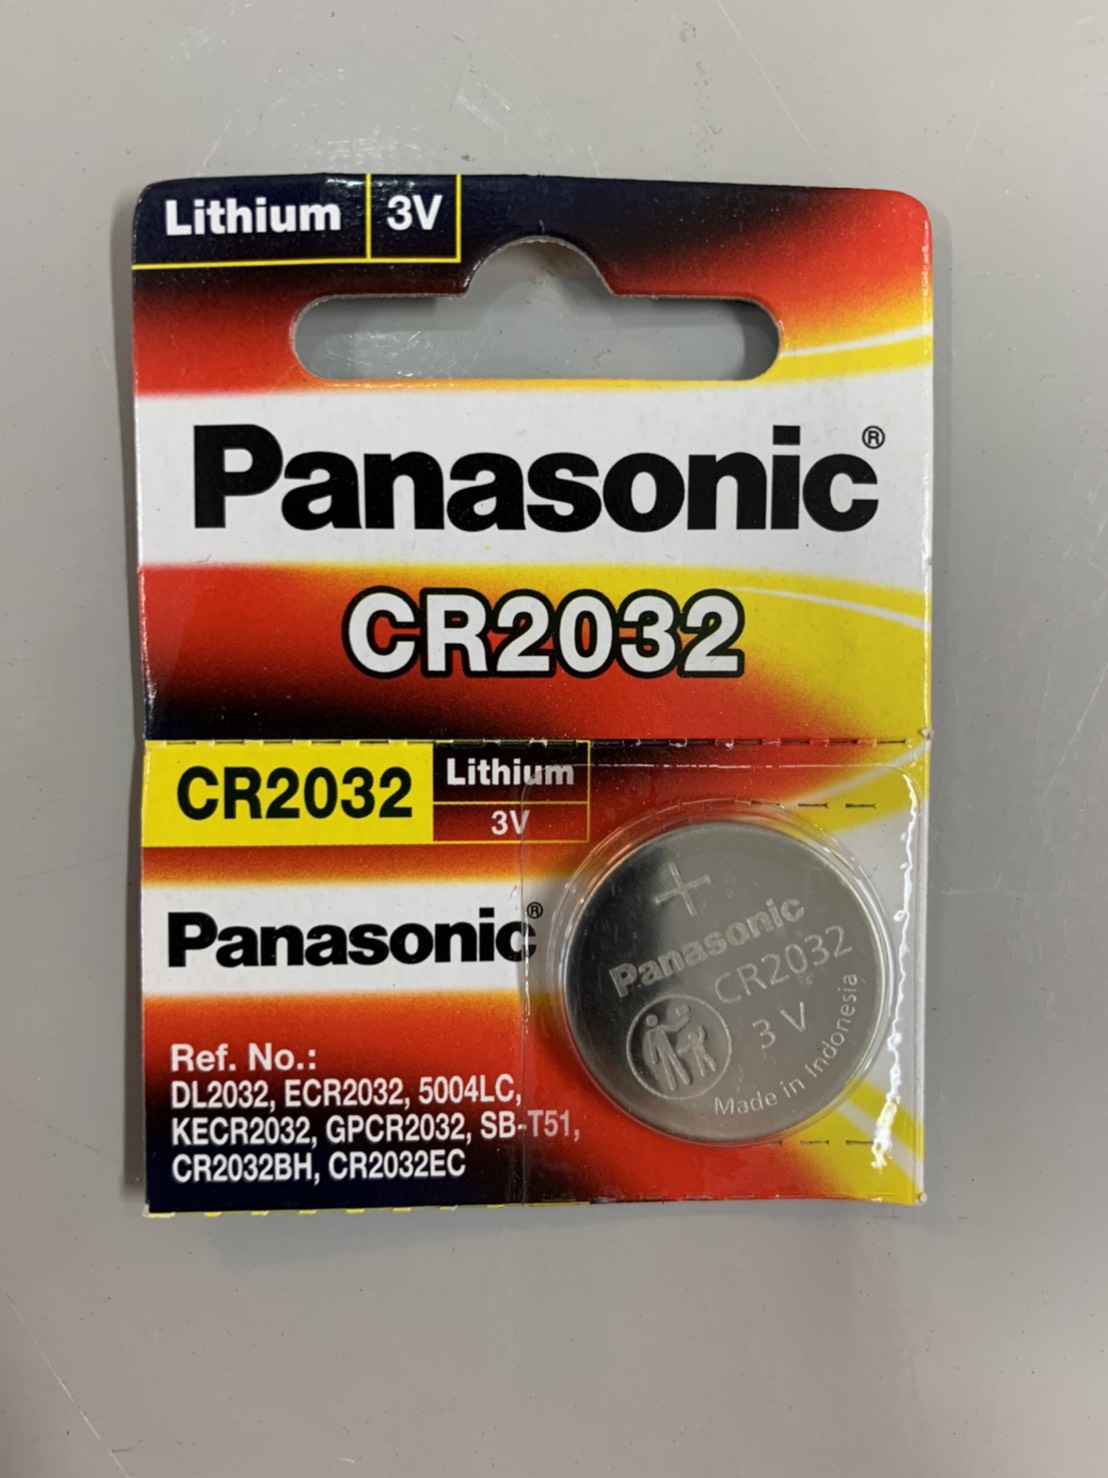 Lithium 3V
Panasonic®
CR2032
CR2032 Lithium
3V
Panasonic®
Ref. No.:
DL2032, ECR2032, 5004LC,
KECR2032, GPCR2032, SB-T51,
CR2032BH, CR2032EC
+
Panasonic
CR2032
3 V
Made in Indonesia